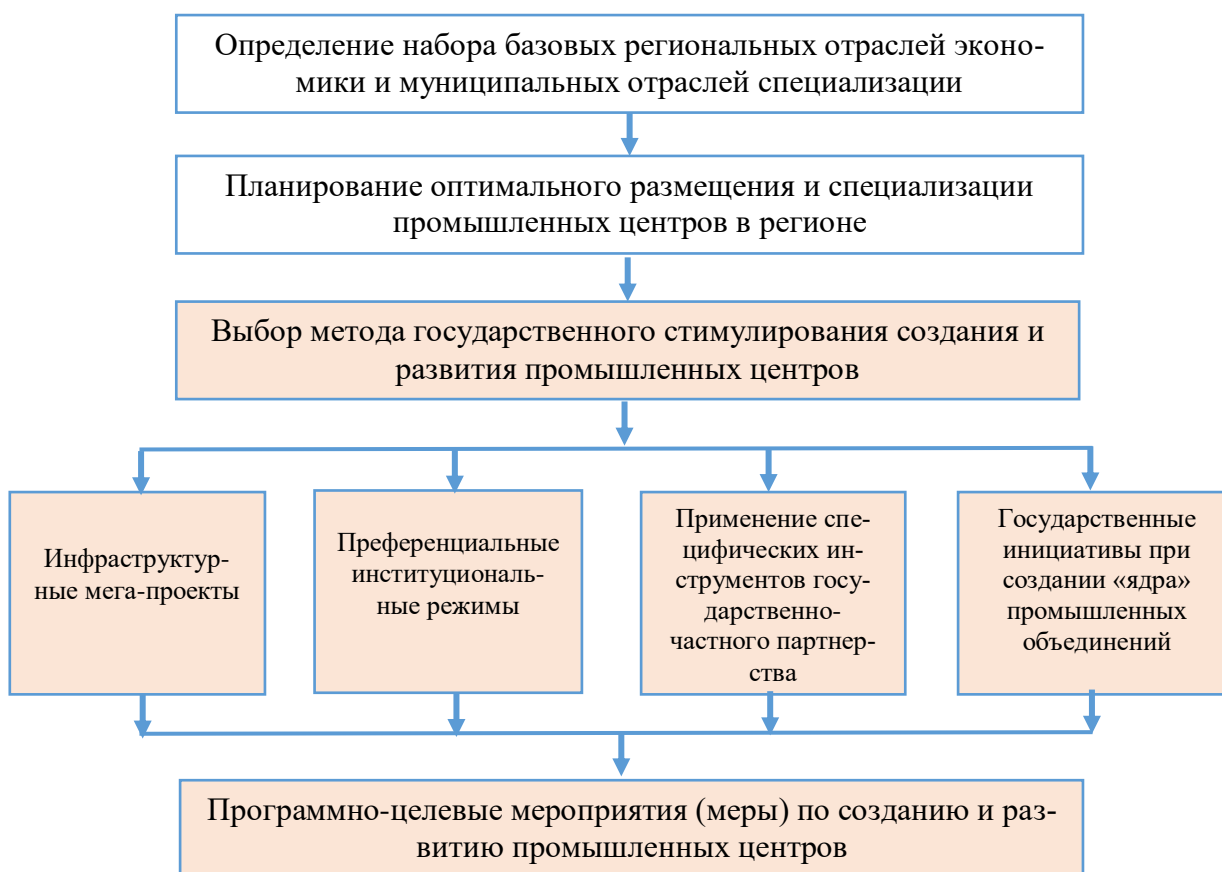 Определение набора базовых региональных отраслей эконо-
мики и муниципальных отраслей специализации
Планирование оптимального размещения и специализации
промышленных центров в регионе
Выбор метода государственного стимулирования создания и
развития промышленных центров
Инфраструктур-
ные мега-проекты
Преференциальные
институциональ-
ные режимы
Применение спе-
цифических ин-
струментов госу-
дарственно-
частного партнер-
ства
Государственные
инициативы при
создании «ядра»
промышленных
объединений
Программно-целевые мероприятия (меры) по созданию и раз-
витию промышленных центров